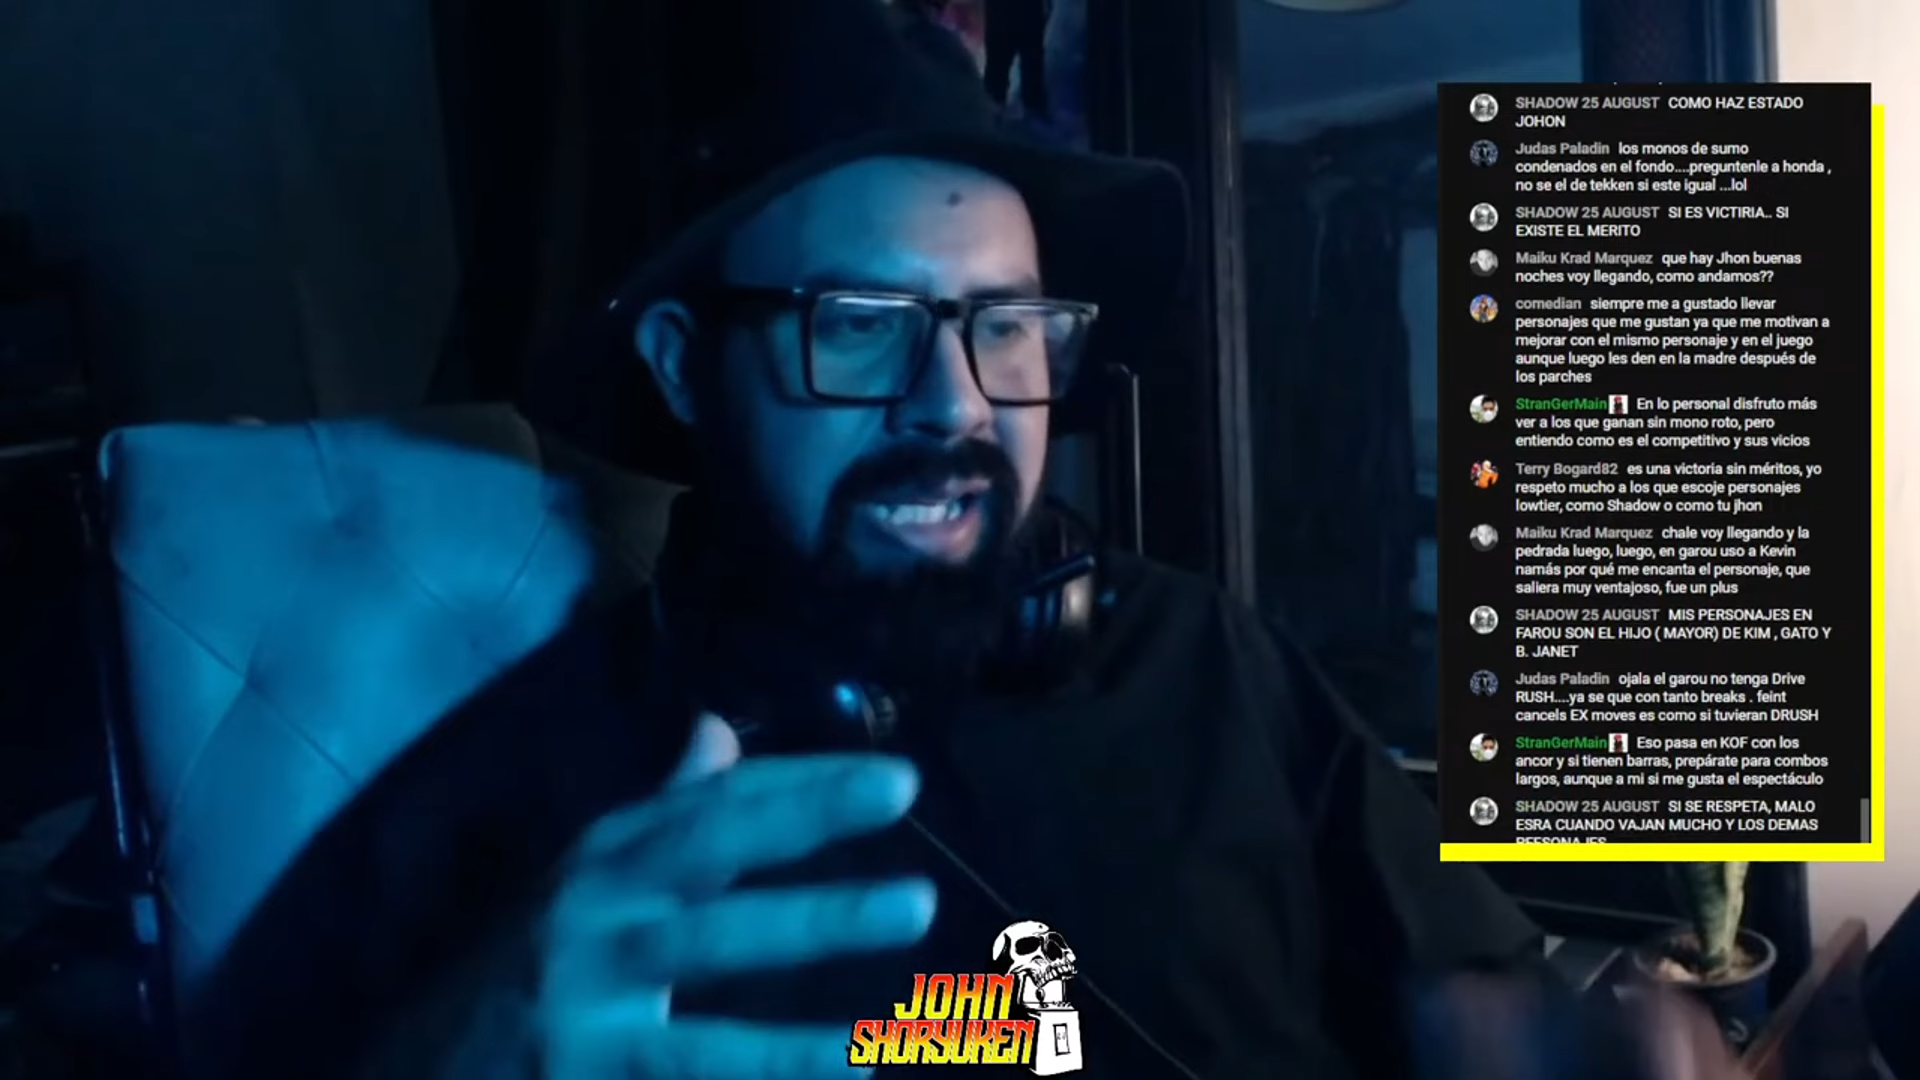 SHADOW 25 AUGUST COMO HAZ ESTADO
JOHON
Judas Paladin los monos de sumo
condenados en el fondo....preguntenle a honda ,
no se el de tekken si este igual ...lol
SHADOW 25 AUGUST SI ES VICTIRIA.. SI
EXISTE EL MERITO
Maiku Krad Marquez que hay Jhon buenas
noches voy llegando, como andamos??
comedian siempre me a gustado llevar
personajes que me gustan ya que me motivan a
mejorar con el mismo personaje y en el juego
aunque luego les den en la madre después de
los parches
StranGerMain En lo personal disfruto más
ver a los que ganan sin mono roto, pero
entiendo como es el competitivo y sus vicios
Terry Bogard82 es una victoria sin méritos, yo
respeto mucho a los que escoje personajes
lowtier, como Shadow o como tu jhon
Maiku Krad Marquez chale voy llegando y la
pedrada luego, luego, en garou uso a Kevin
namás por qué me encanta el personaje, que
saliera muy ventajoso, fue un plus
SHADOW 25 AUGUST MIS PERSONAJES EN
FAROU SON EL HIJO ( MAYOR) DE KIM , GATO Y
B. JANET
Judas Paladin ojala el garou no tenga Drive
RUSH....ya se que con tanto breaks . feint
cancels EX moves es como si tuvieran DRUSH
StranGerMain Eso pasa en KOF con los
ancor y si tienen barras, prepárate para combos
largos, aunque a mi si me gusta el espectáculo
SHADOW 25 AUGUST SI SE RESPETA, MALO
ESRA CUANDO VAJAN MUCHO Y LOS DEMAS
JOHN
SHORYUKEN